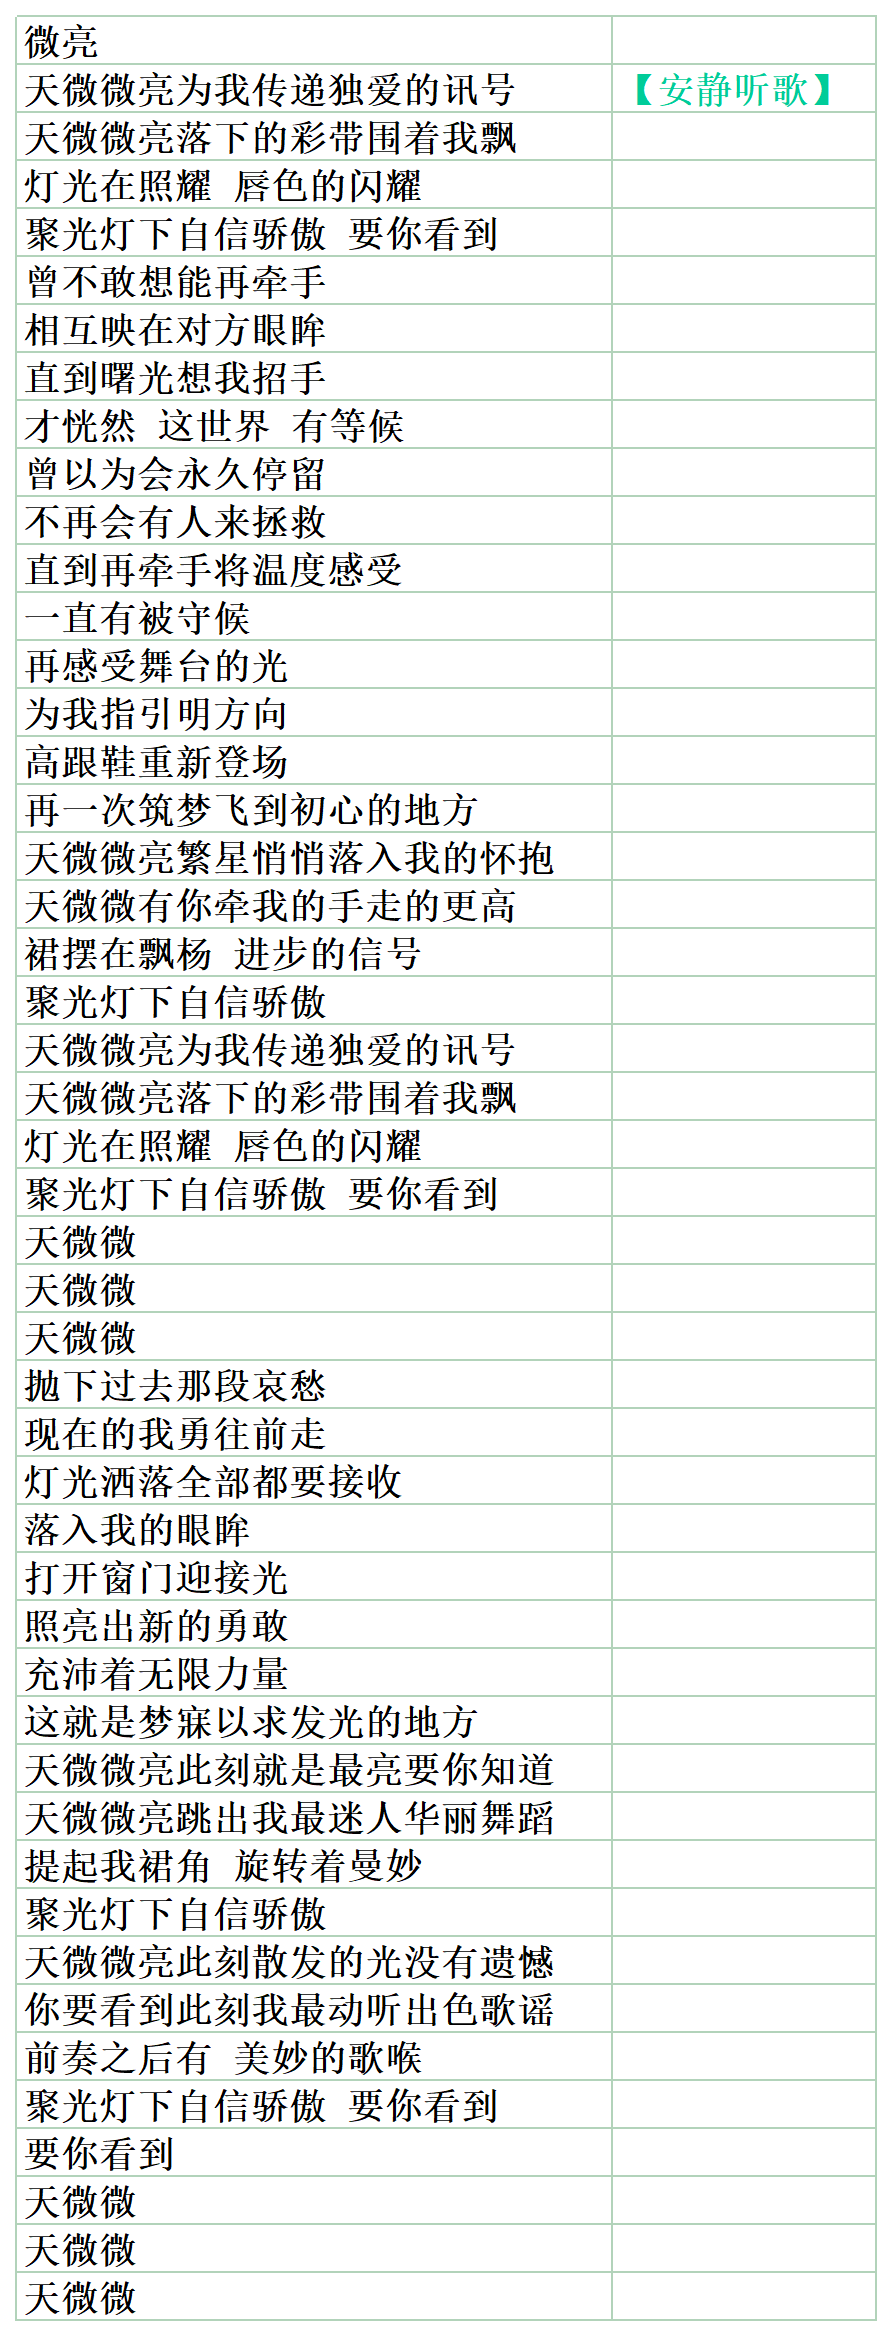 微亮
天微微亮为我传递独爱的讯号 【安静听歌】
天微微亮落下的彩带围着我飘
灯光在照耀 唇色的闪耀
聚光灯下自信骄傲 要你看到
曾不敢想能再牵手
相互映在对方眼眸
直到曙光想我招手
才恍然 这世界 有等候
曾以为会永久停留
不再会有人来拯救
直到再牵手将温度感受
一直有被守候
再感受舞台的光
为我指引明方向
高跟鞋重新登场
再一次筑梦飞到初心的地方
天微微亮繁星悄悄落入我的怀抱
天微微有你牵我的手走的更高
裙摆在飘杨 进步的信号
聚光灯下自信骄傲
天微微亮为我传递独爱的讯号
天微微亮落下的彩带围着我飘
灯光在照耀 唇色的闪耀
聚光灯下自信骄傲 要你看到
天微微
天微微
天微微
抛下过去那段哀愁
现在的我勇往前走
灯光洒落全部都要接收
落入我的眼眸
打开窗门迎接光
照亮出新的勇敢
充沛着无限力量
这就是梦寐以求发光的地方
天微微亮此刻就是最亮要你知道
天微微亮跳出我最迷人华丽舞蹈
提起我裙角 旋转着曼妙
聚光灯下自信骄傲
天微微亮此刻散发的光没有遗憾
你要看到此刻我最动听出色歌谣
前奏之后有 美妙的歌喉
聚光灯下自信骄傲 要你看到
要你看到
天微微
天微微
天微微